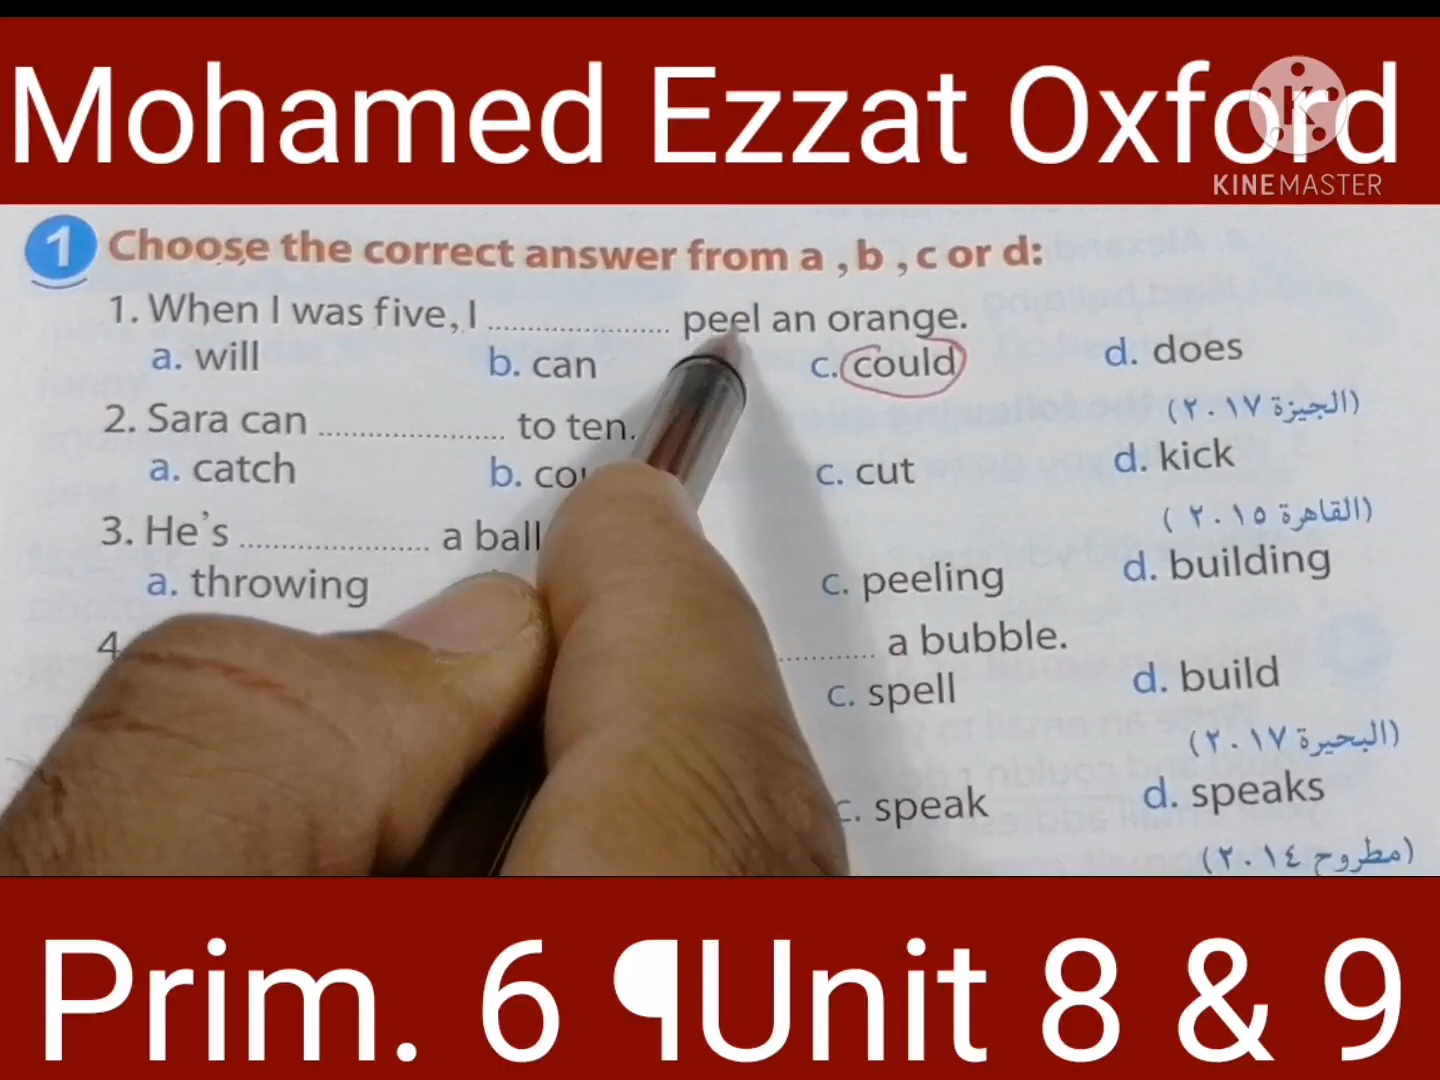 Mohamed Ezzat Oxford
KINEMASTER
1 Choose the correct answer from a , b , c or d:
1. When I was five, I ........................ peel an orange.
a. will b. can c. could d. does
(الجيزة ٢٠١٧)
2. Sara can ........................ to ten.
a. catch b. c. cut d. kick
(القاهرة ٢٠١٥)
3. He's ........................ a ball
a. throwing c. peeling d. building
4. ............ a bubble.
c. spell d. build
(البحيرة ٢٠١٧)
c. speak d. speaks
(مطروح ٢٠١٤)
Prim. 6 ¶Unit 8 & 9